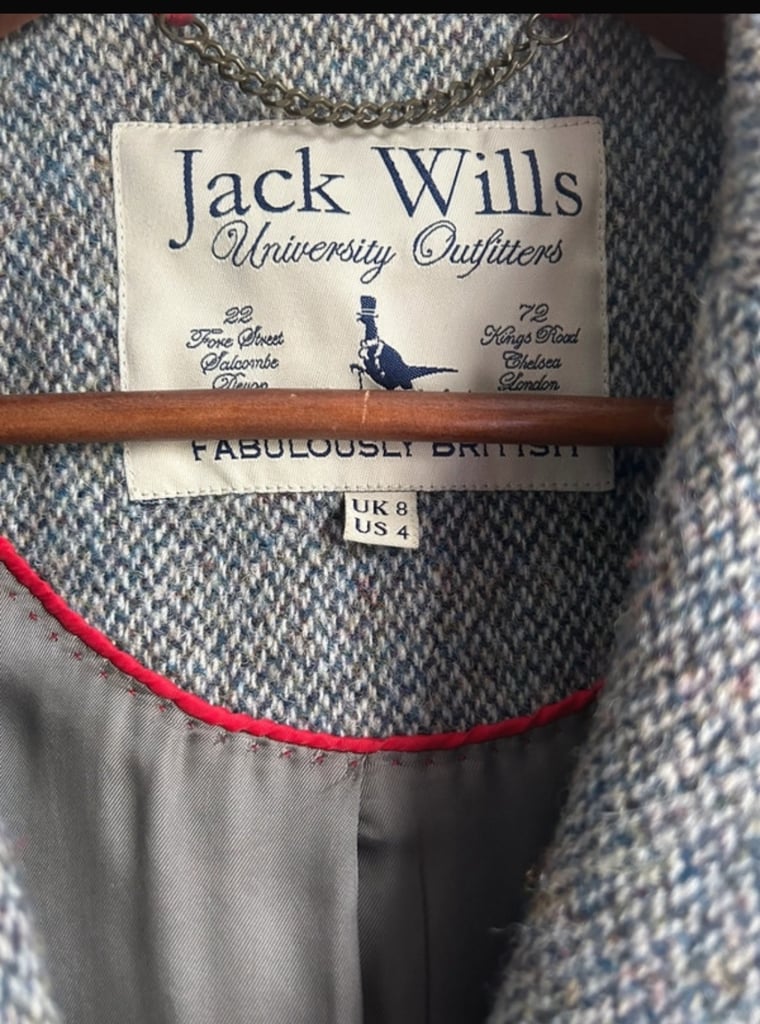 Jack Wills
University Outfitters
22
Fore Street
Salcombe
Devon
72
Kings Road
Chelsea
London
FABULOUSLY BRITISH
UK 8
US 4